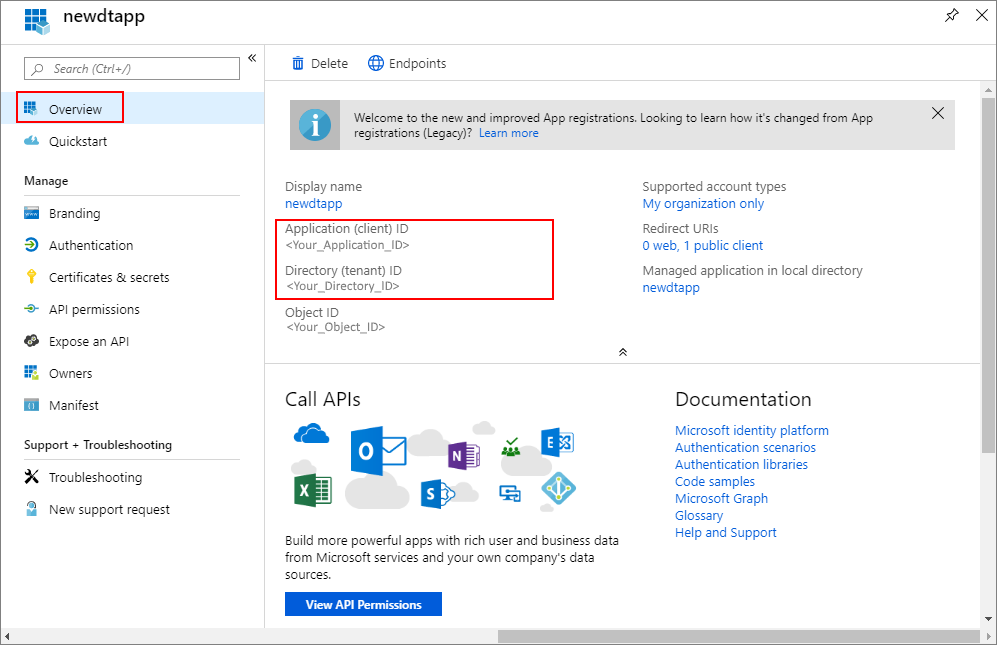 newdtapp
Search (Ctrl+/)
Overview
Quickstart
Manage
Branding
Authentication
Certificates & secrets
API permissions
Expose an API
Owners
Manifest
Support + Troubleshooting
Troubleshooting
New support request
Delete
Endpoints
Welcome to the new and improved App registrations. Looking to learn how it's changed from App
registrations (Legacy)? Learn more
Display name
newdtapp
Application (client) ID
<Your_Application_ID>
Directory (tenant) ID
<Your_Directory_ID>
Object ID
<Your_Object_ID>
Supported account types
My organization only
Redirect URIs
0 web, 1 public client
Managed application in local directory
newdtapp
Call APIs
O
N
E
X
S
Build more powerful apps with rich user and business data
from Microsoft services and your own company's data
sources.
View API Permissions
Documentation
Microsoft identity platform
Authentication scenarios
Authentication libraries
Code samples
Microsoft Graph
Glossary
Help and Support